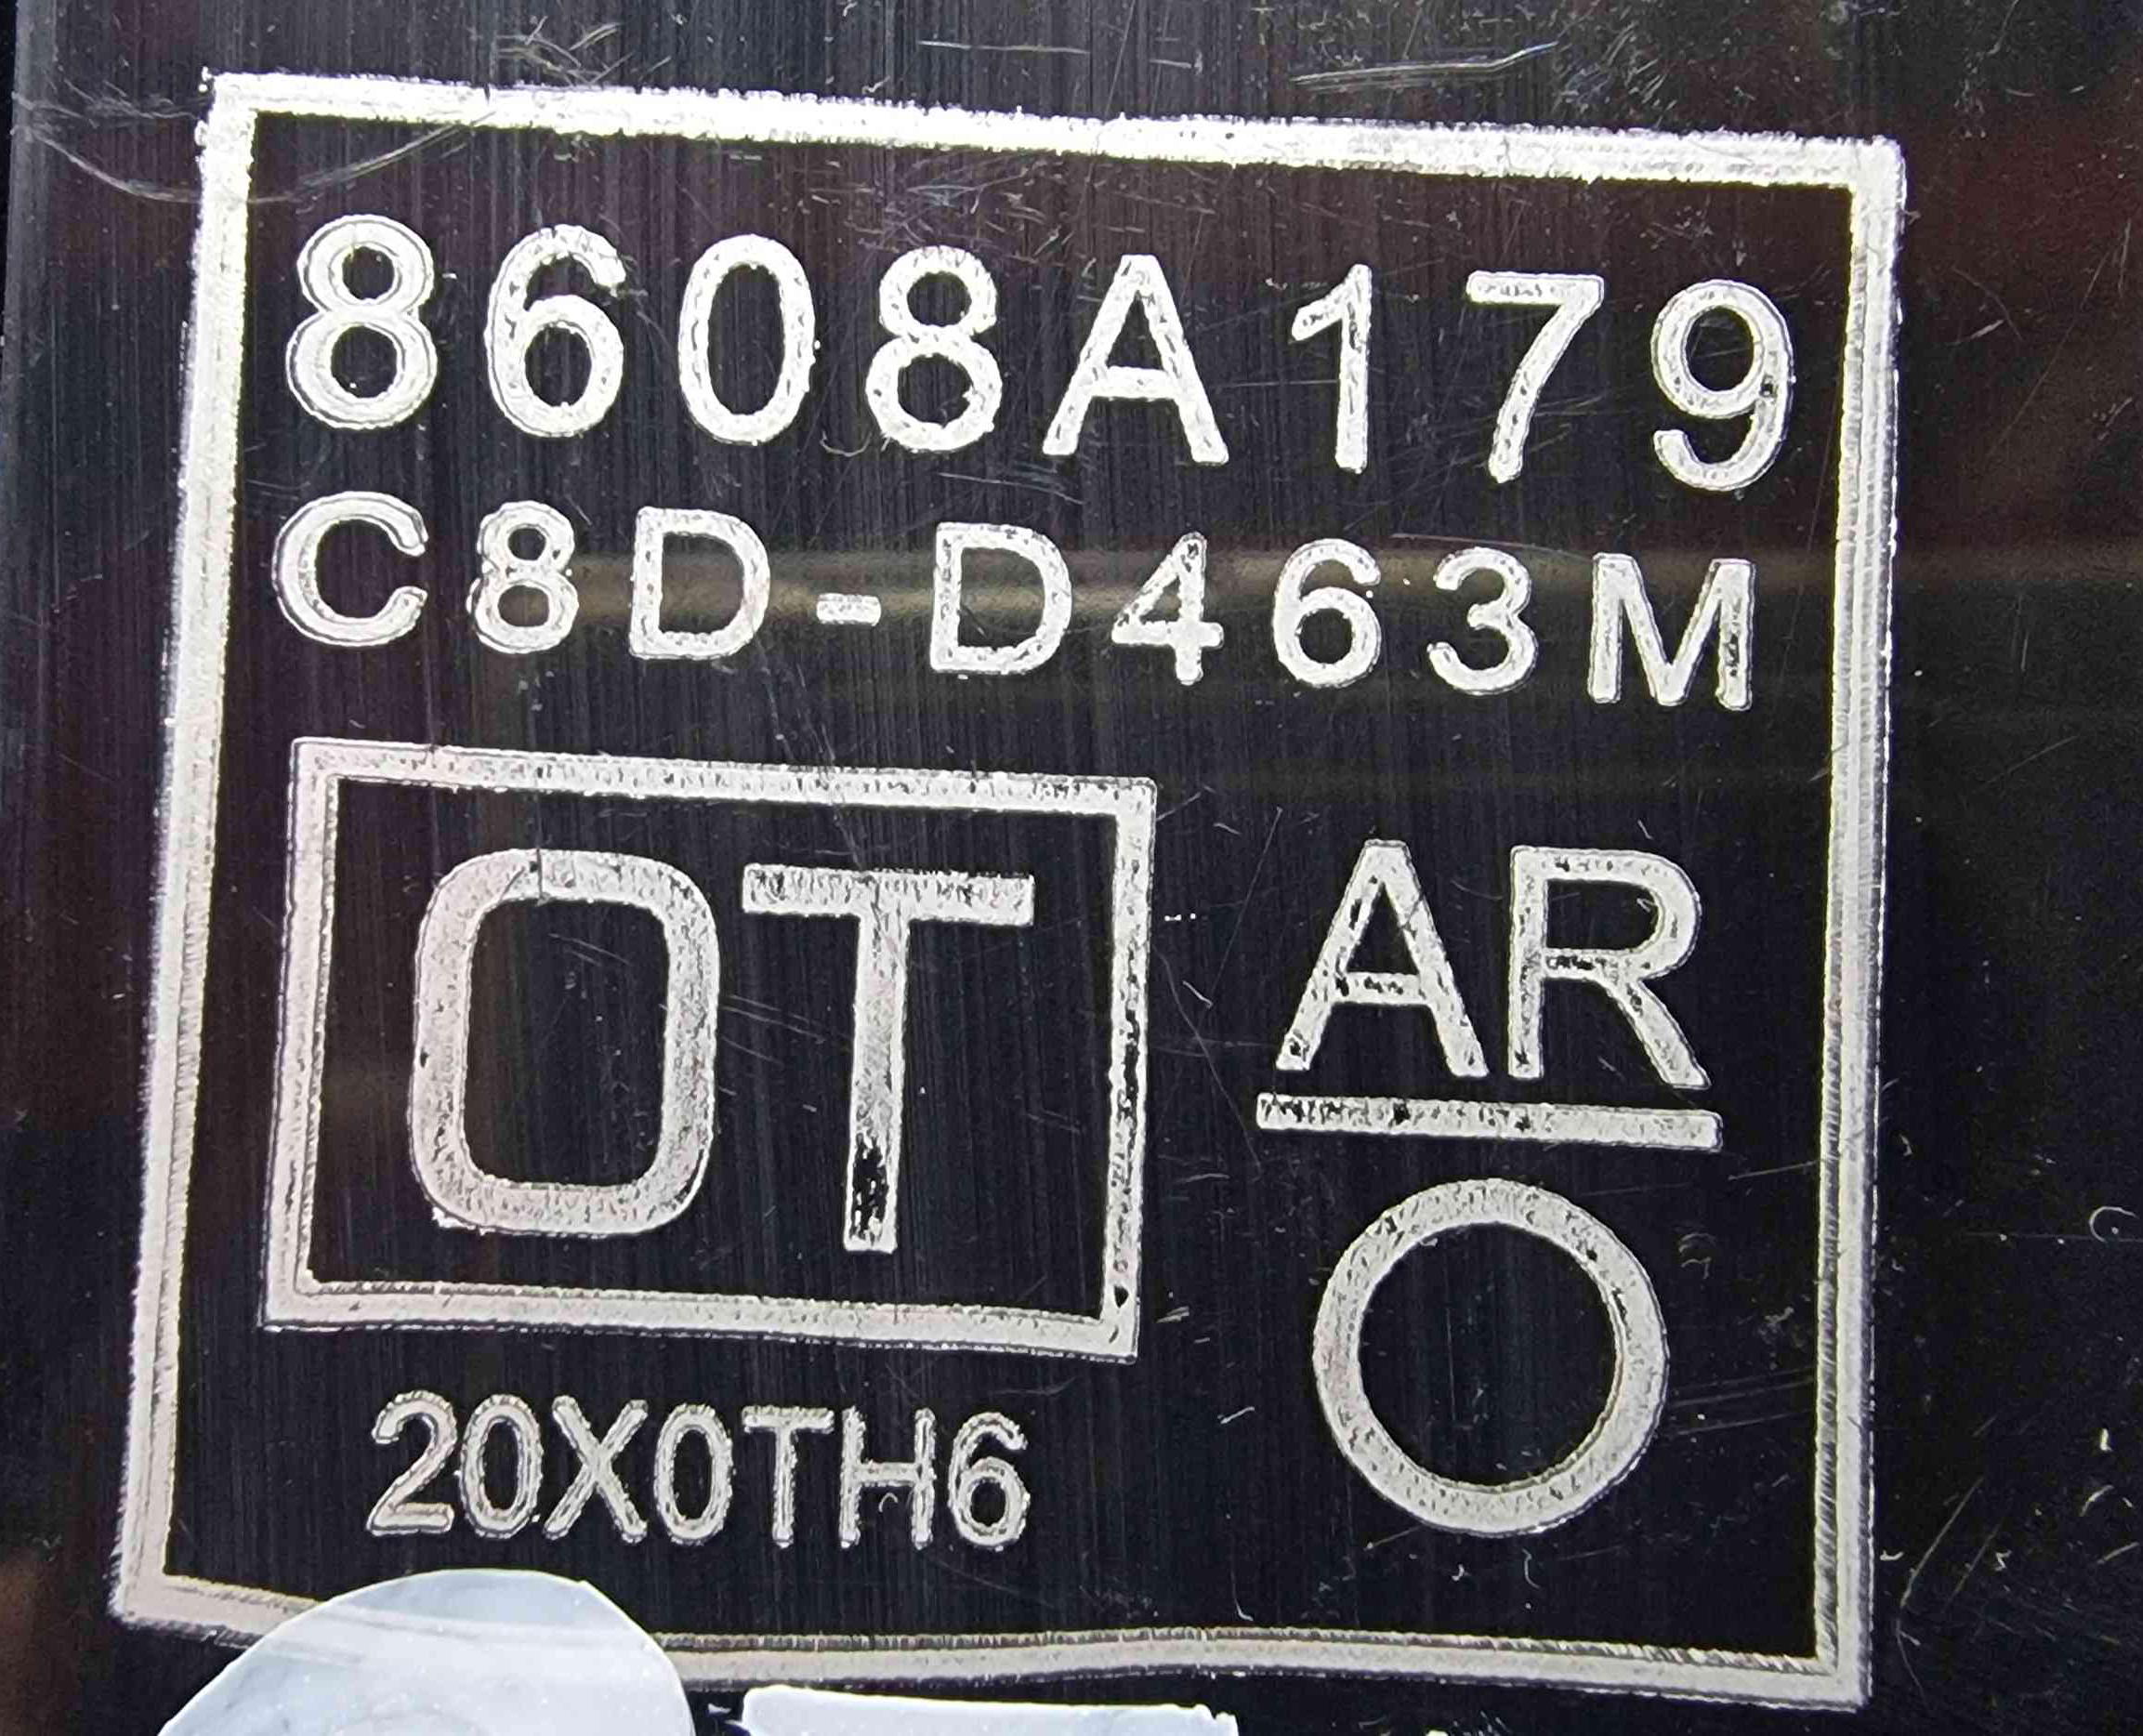 8608A179
C8D-D463M
OT
AR
O
20X0TH6